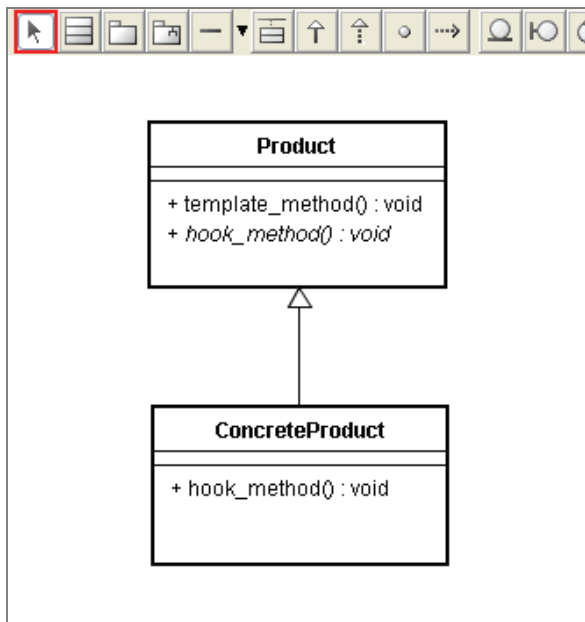 Product
+ template_method() : void
+ hook_method() : void
ConcreteProduct
+ hook_method() : void